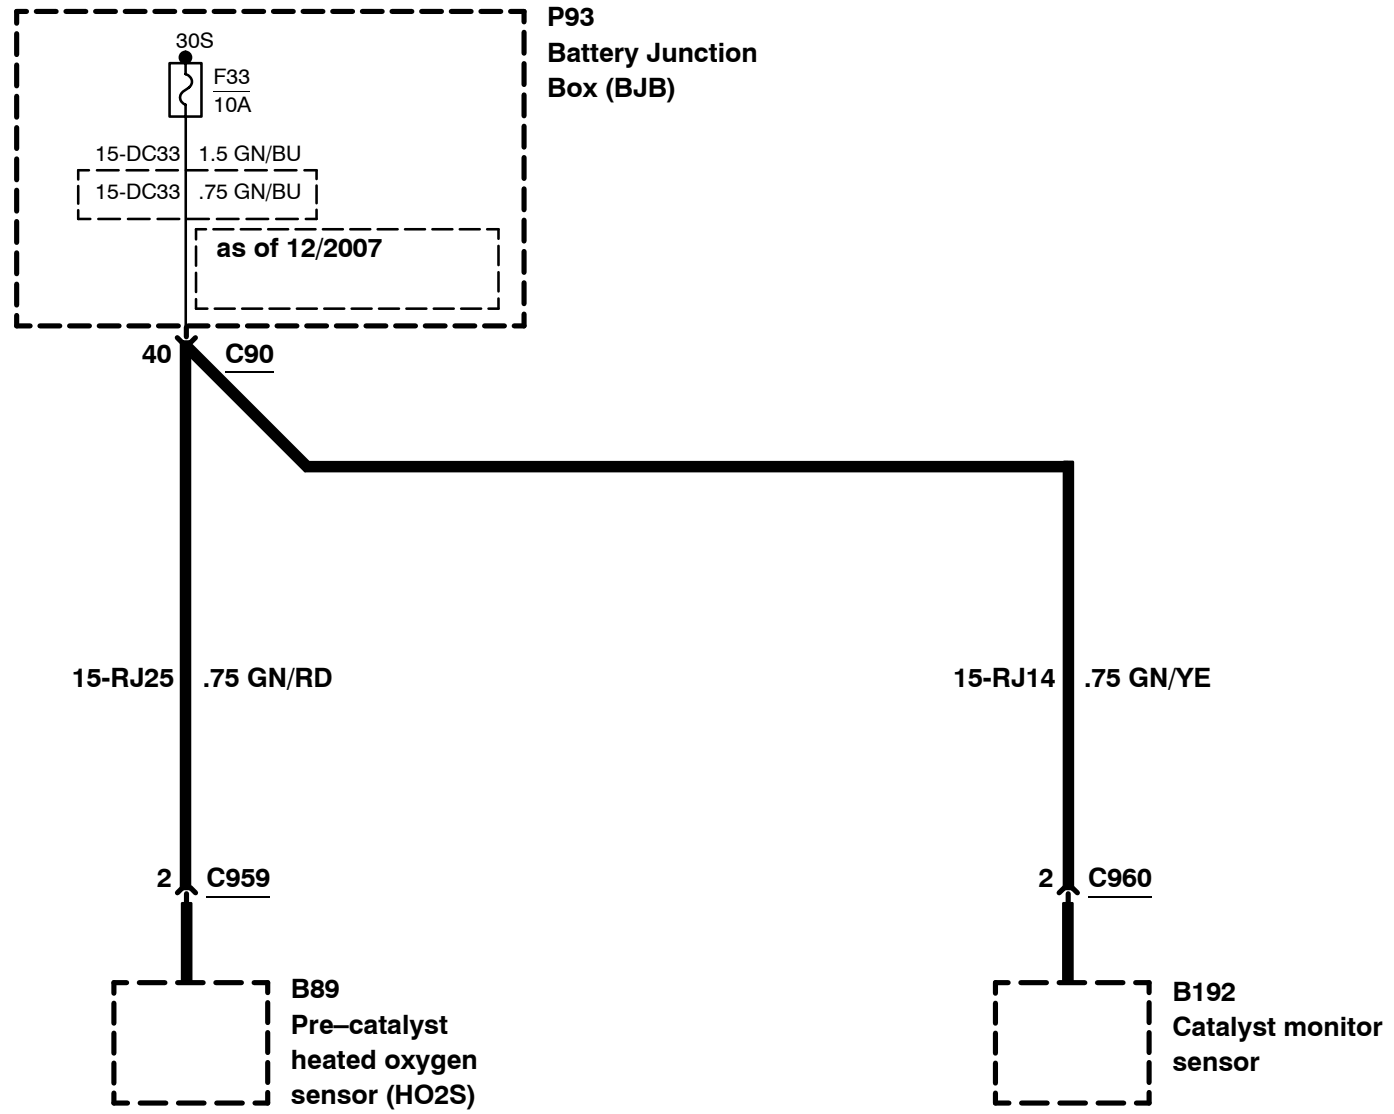 P93
Battery Junction
Box (BJB)
30S
F33
10A
15-DC33 1.5 GN/BU
15-DC33 .75 GN/BU
as of 12/2007
40 C90
15-RJ25 .75 GN/RD
15-RJ14 .75 GN/YE
2 C959
2 C960
B89
Pre–catalyst
heated oxygen
sensor (HO2S)
B192
Catalyst monitor
sensor